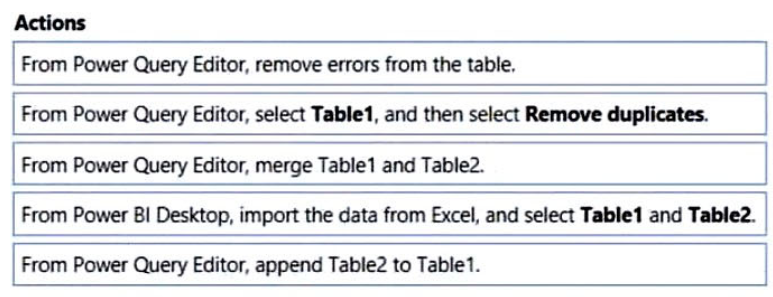 Actions
From Power Query Editor, remove errors from the table.
From Power Query Editor, select Table1, and then select Remove duplicates.
From Power Query Editor, merge Table1 and Table2.
From Power BI Desktop, import the data from Excel, and select Table1 and Table2.
From Power Query Editor, append Table2 to Table1.